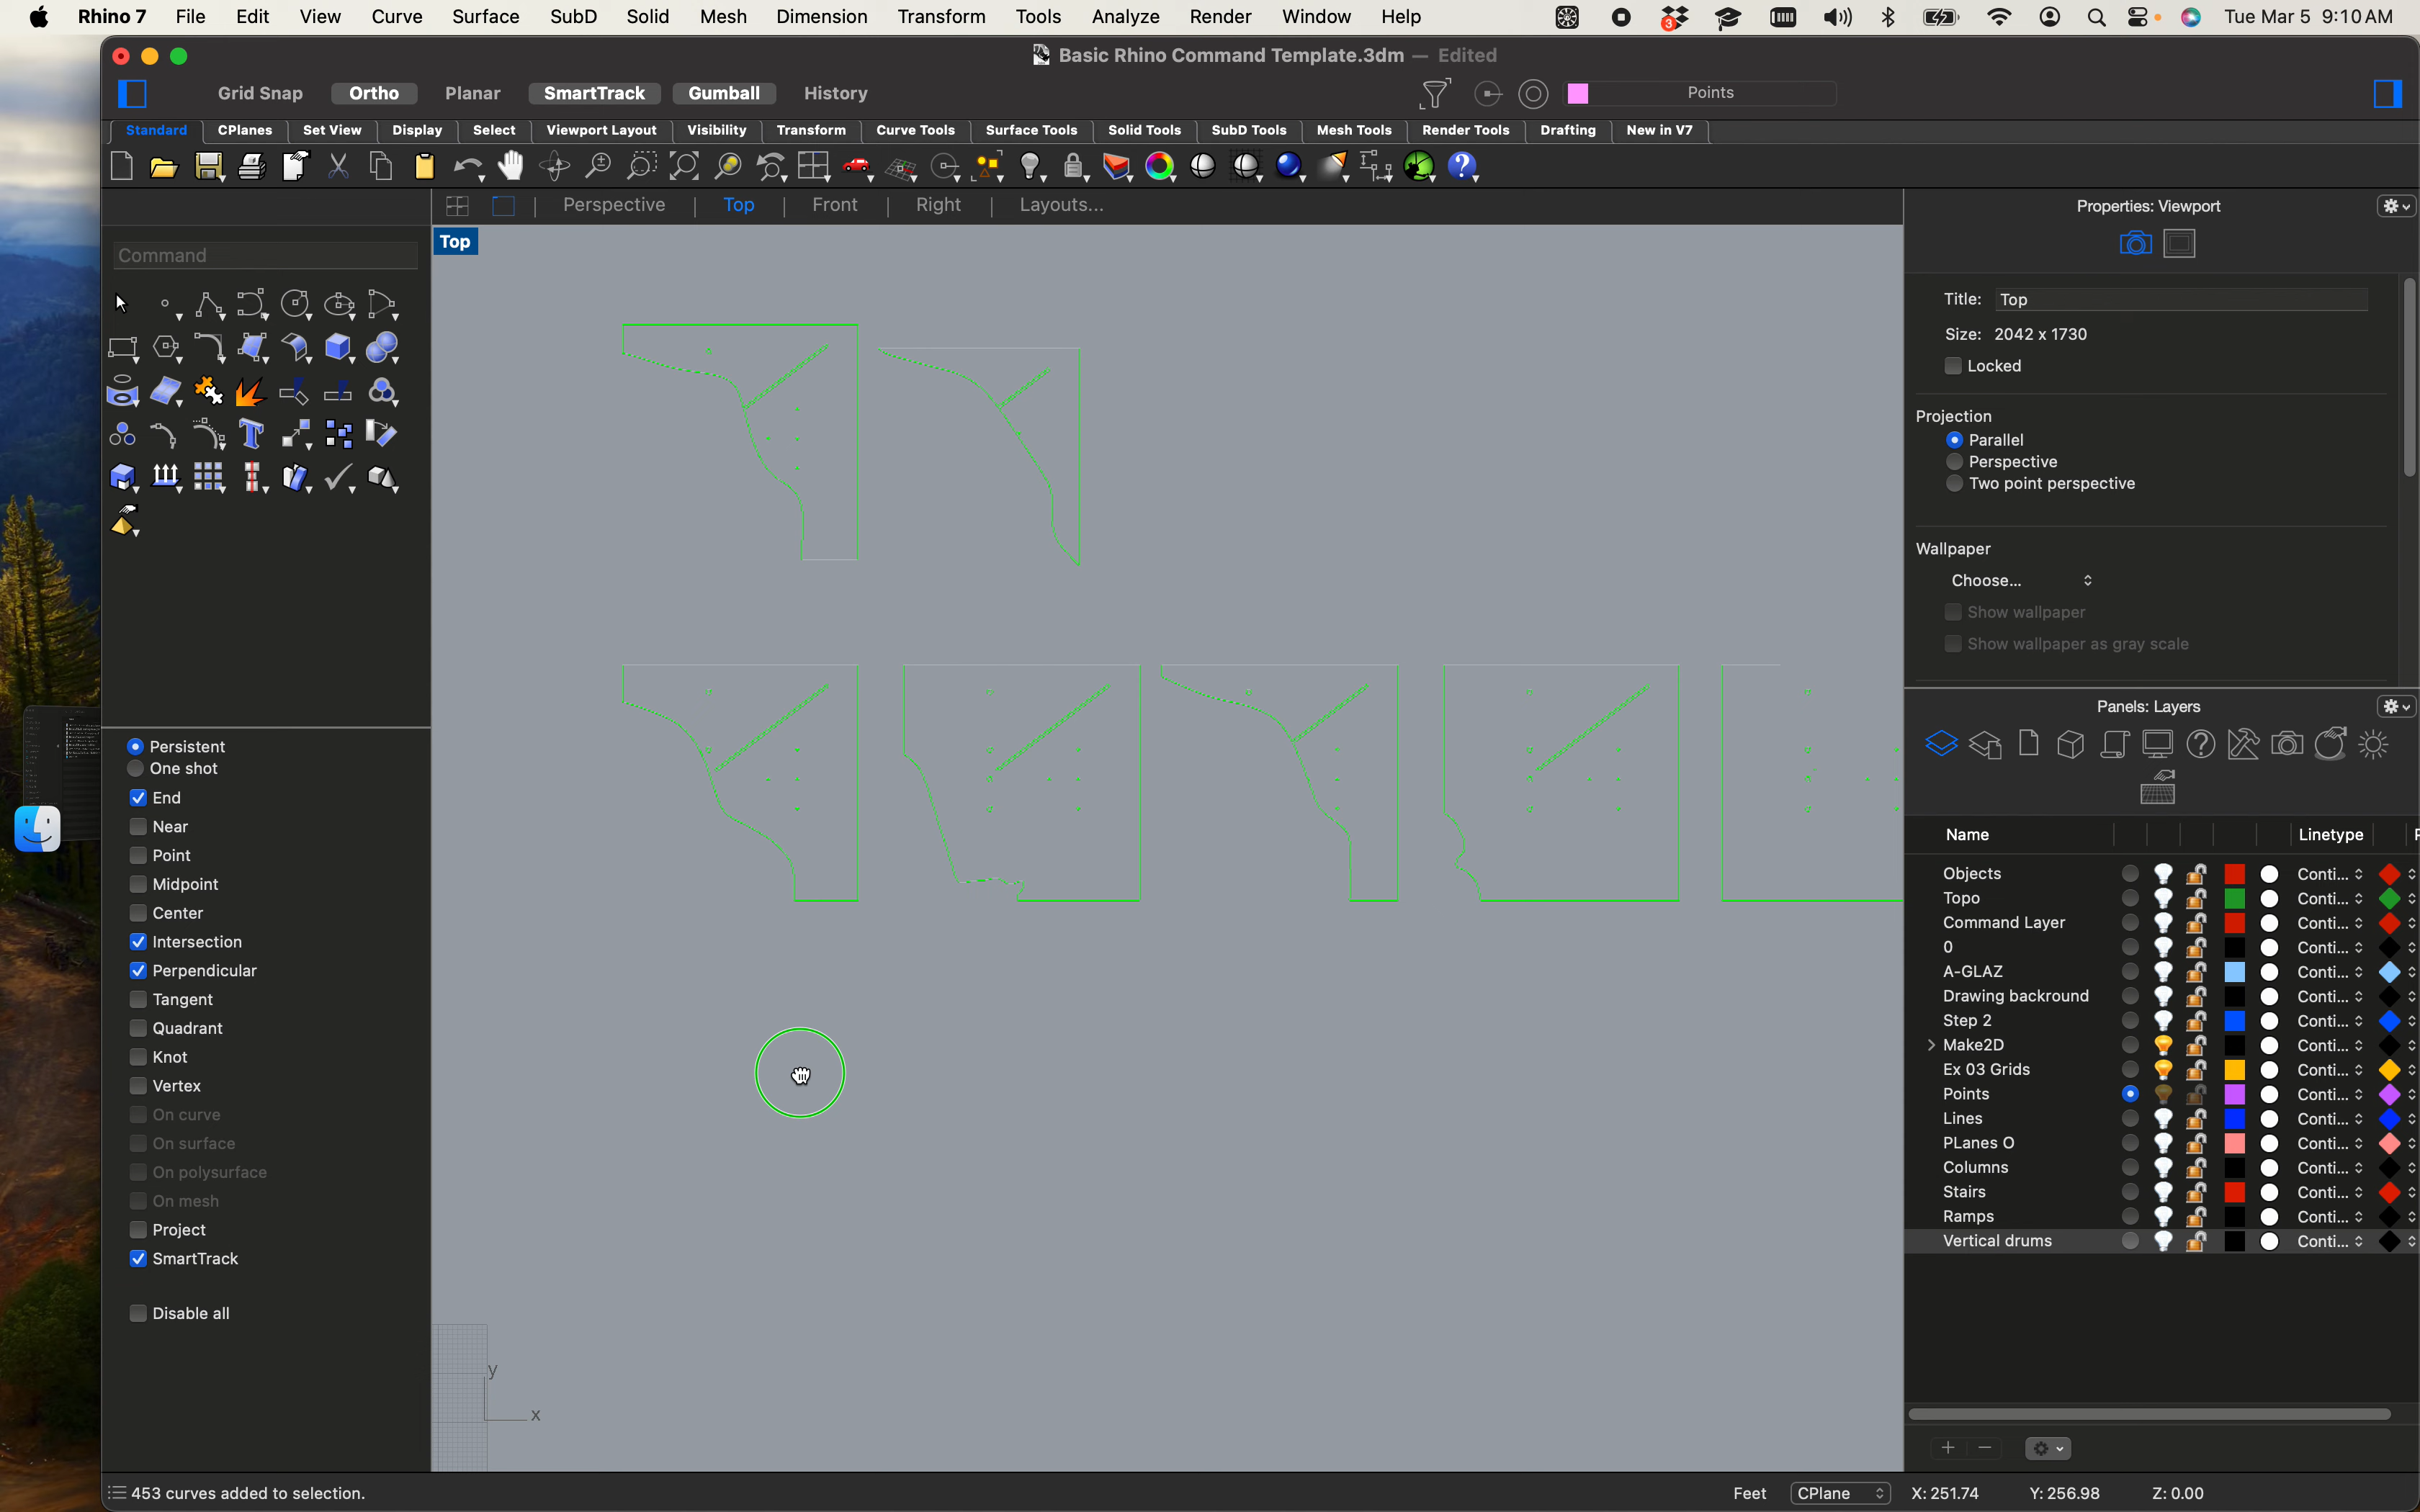 Rhino 7 File Edit View Curve Surface SubD Solid Mesh Dimension Transform Tools Analyze Render Window Help 3 Tue Mar 5 9:10 AM
Basic Rhino Command Template.3dm — Edited
Grid Snap Ortho Planar SmartTrack Gumball History Points
Standard CPlanes Set View Display Select Viewport Layout Visibility Transform Curve Tools Surface Tools Solid Tools SubD Tools Mesh Tools Render Tools Drafting New in V7
Perspective Top Front Right Layouts...
Top
Command
Persistent
One shot
End
Near
Point
Midpoint
Center
Intersection
Perpendicular
Tangent
Quadrant
Knot
Vertex
On curve
On surface
On polysurface
On mesh
Project
SmartTrack
Disable all
y
x
Properties: Viewport
Title: Top
Size: 2042 x 1730
Locked
Projection
Parallel
Perspective
Two point perspective
Wallpaper
Choose...
Show wallpaper
Show wallpaper as gray scale
Panels: Layers
Name Linetype
Objects Conti...
Topo Conti...
Command Layer Conti...
0 Conti...
A-GLAZ Conti...
Drawing backround Conti...
Step 2 Conti...
Make2D Conti...
Ex 03 Grids Conti...
Points Conti...
Lines Conti...
PLanes O Conti...
Columns Conti...
Stairs Conti...
Ramps Conti...
Vertical drums Conti...
453 curves added to selection. Feet CPlane X: 251.74 Y: 256.98 Z: 0.00